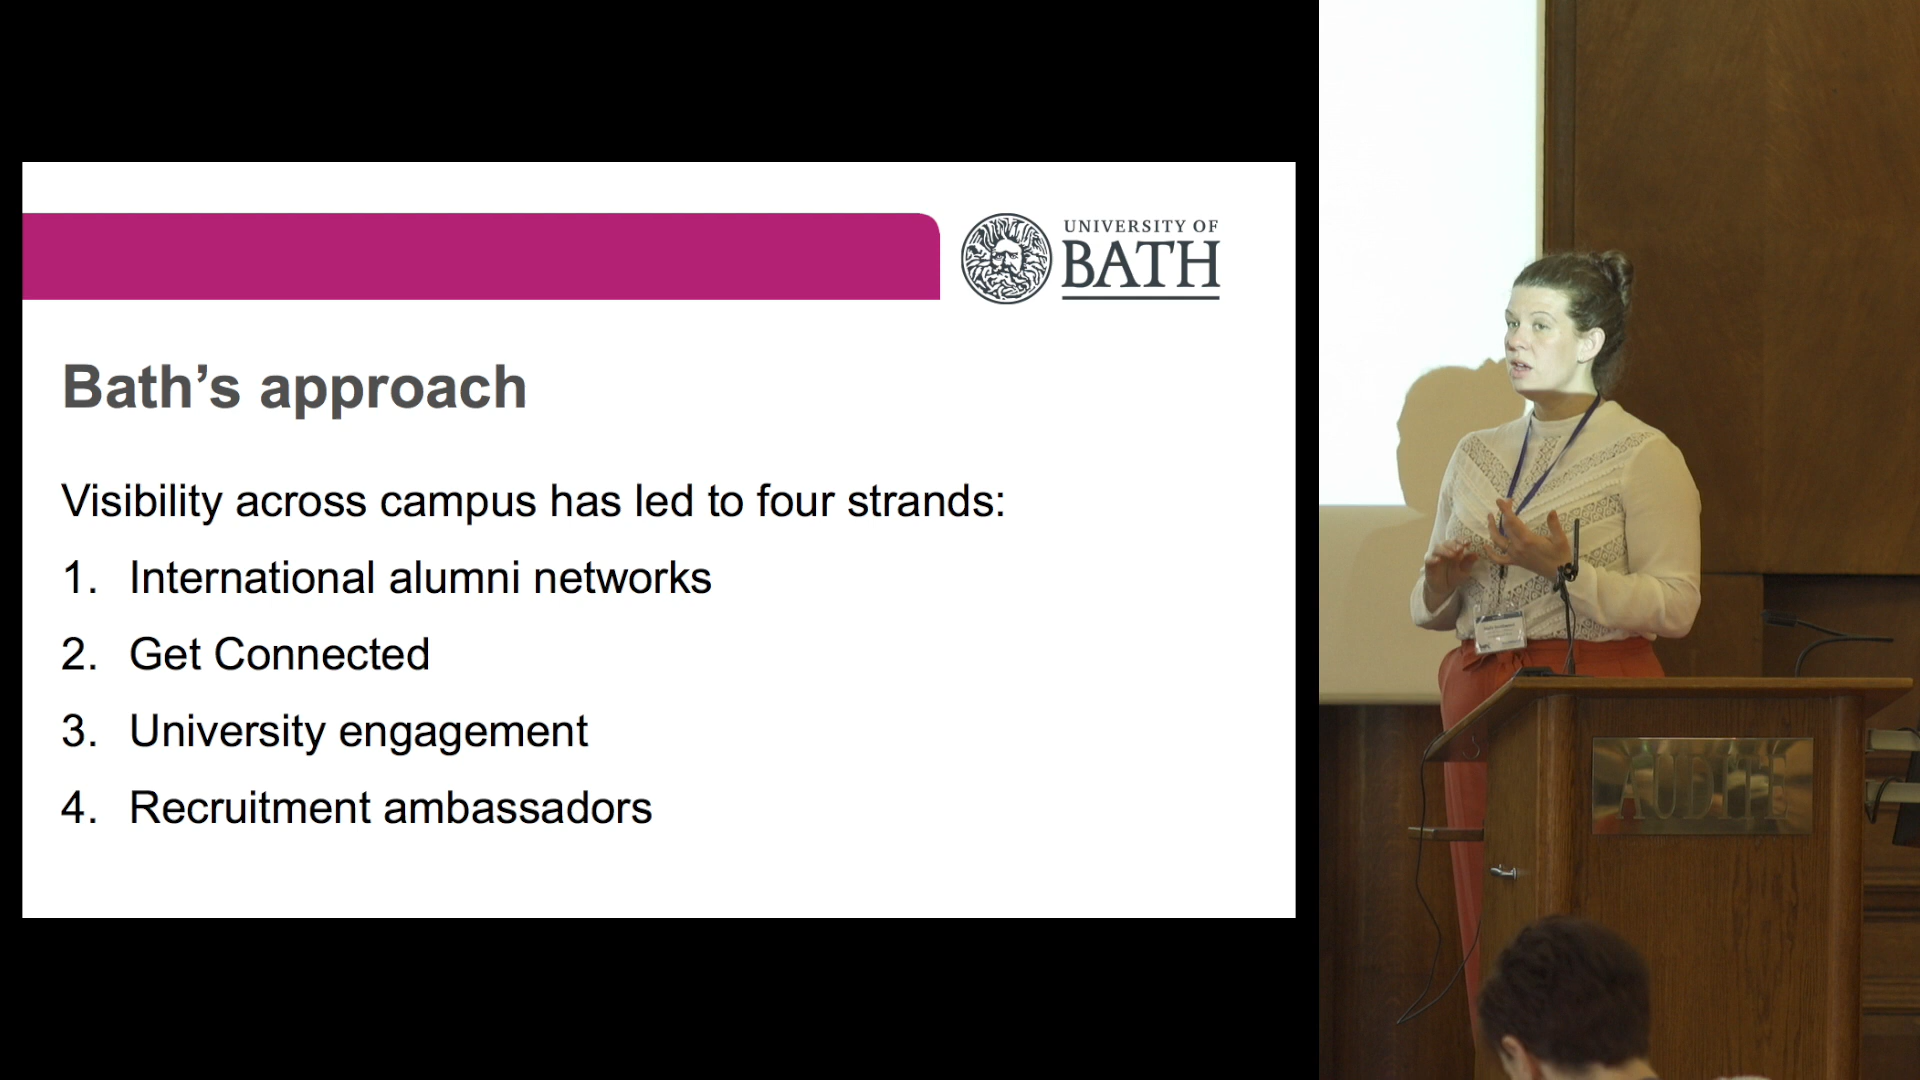 UNIVERSITY OF
BATH
Bath’s approach
Visibility across campus has led to four strands:
1. International alumni networks
2. Get Connected
3. University engagement
4. Recruitment ambassadors